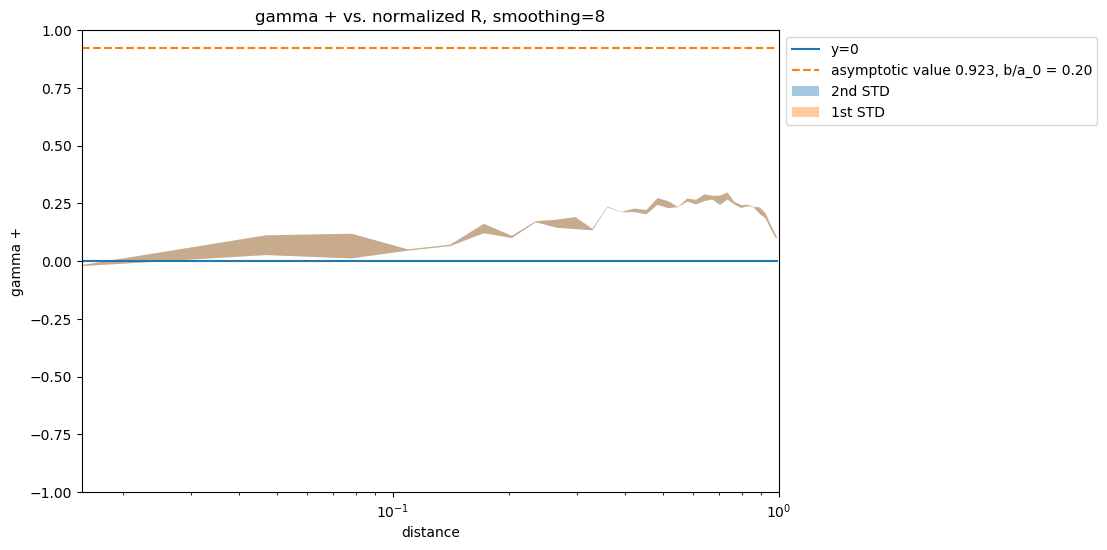 gamma + vs. normalized R, smoothing=8
1.00
0.75
0.50
0.25
0.00
−0.25
−0.50
−0.75
−1.00
gamma +
10⁻¹
10⁰
distance
y=0
asymptotic value 0.923, b/a_0 = 0.20
2nd STD
1st STD